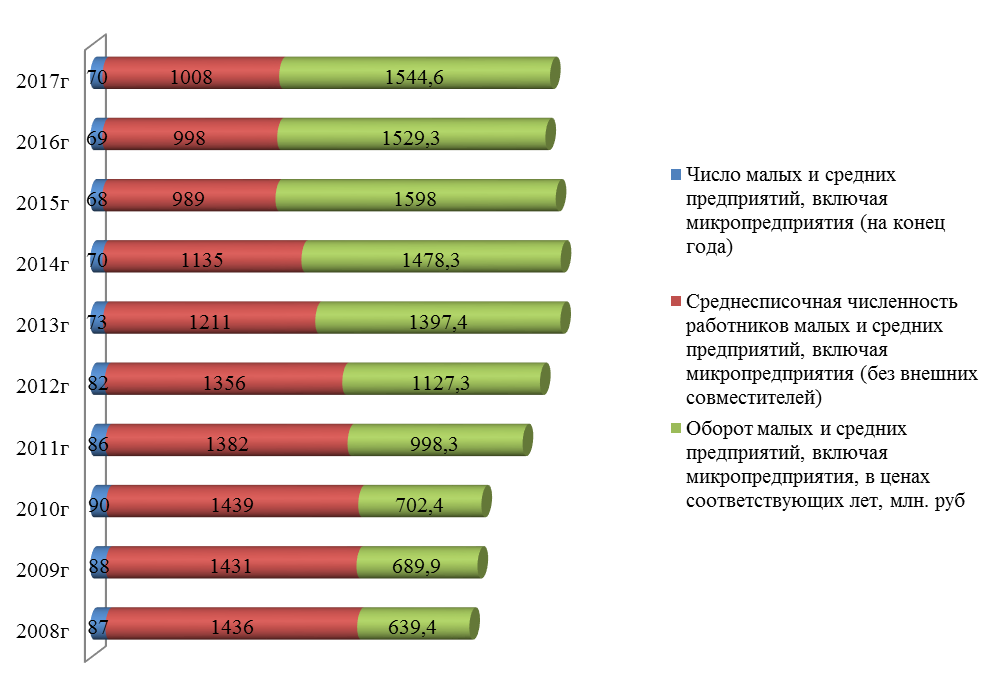 2017г 70 1008 1544,6
2016г 69 998 1529,3
2015г 68 989 1598
2014г 70 1135 1478,3
2013г 73 1211 1397,4
2012г 82 1356 1127,3
2011г 86 1382 998,3
2010г 90 1439 702,4
2009г 88 1431 689,9
2008г 87 1436 639,4
Число малых и средних
предприятий, включая
микропредприятия (на конец
года)
Среднесписочная численность
работников малых и средних
предприятий, включая
микропредприятия (без внешних
совместителей)
Оборот малых и средних
предприятий, включая
микропредприятия, в ценах
соответствующих лет, млн. руб